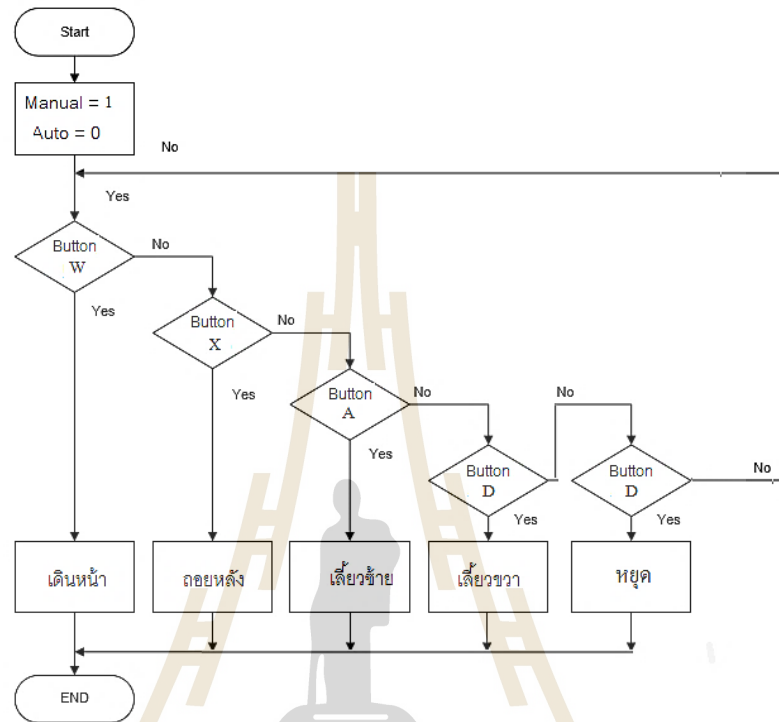 Start
Manual = 1
Auto = 0
No
Yes
Button
W
No
Yes
Button
X
No
Yes
Button
A
No
Yes
Button
D
No
Yes
Button
D
No
Yes
เดินหน้า
ถอยหลัง
เลี้ยวซ้าย
เลี้ยวขวา
หยุด
END